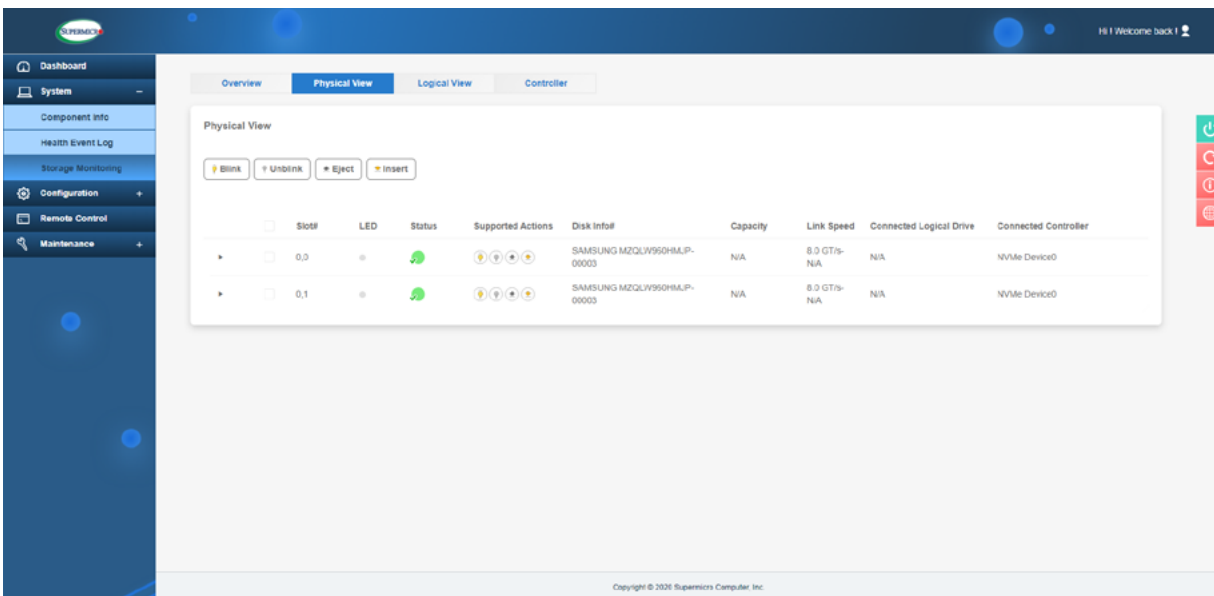 SUPERMICR
Hi ! Welcome back !
Dashboard
System −
Component Info
Health Event Log
Storage Monitoring
Configuration +
Remote Control
Maintenance +
Overview Physical View Logical View Controller
Physical View
Blink Unblink Eject Insert
Slot# LED Status Supported Actions Disk Info# Capacity Link Speed Connected Logical Drive Connected Controller
0,0 SAMSUNG MZQLW960HMJP- N/A 8.0 GT/s- N/A NVMe Device0
00003 N/A
0,1 SAMSUNG MZQLW960HMJP- N/A 8.0 GT/s- N/A NVMe Device0
00003 N/A
Copyright © 2020 Supermicro Computer, Inc.